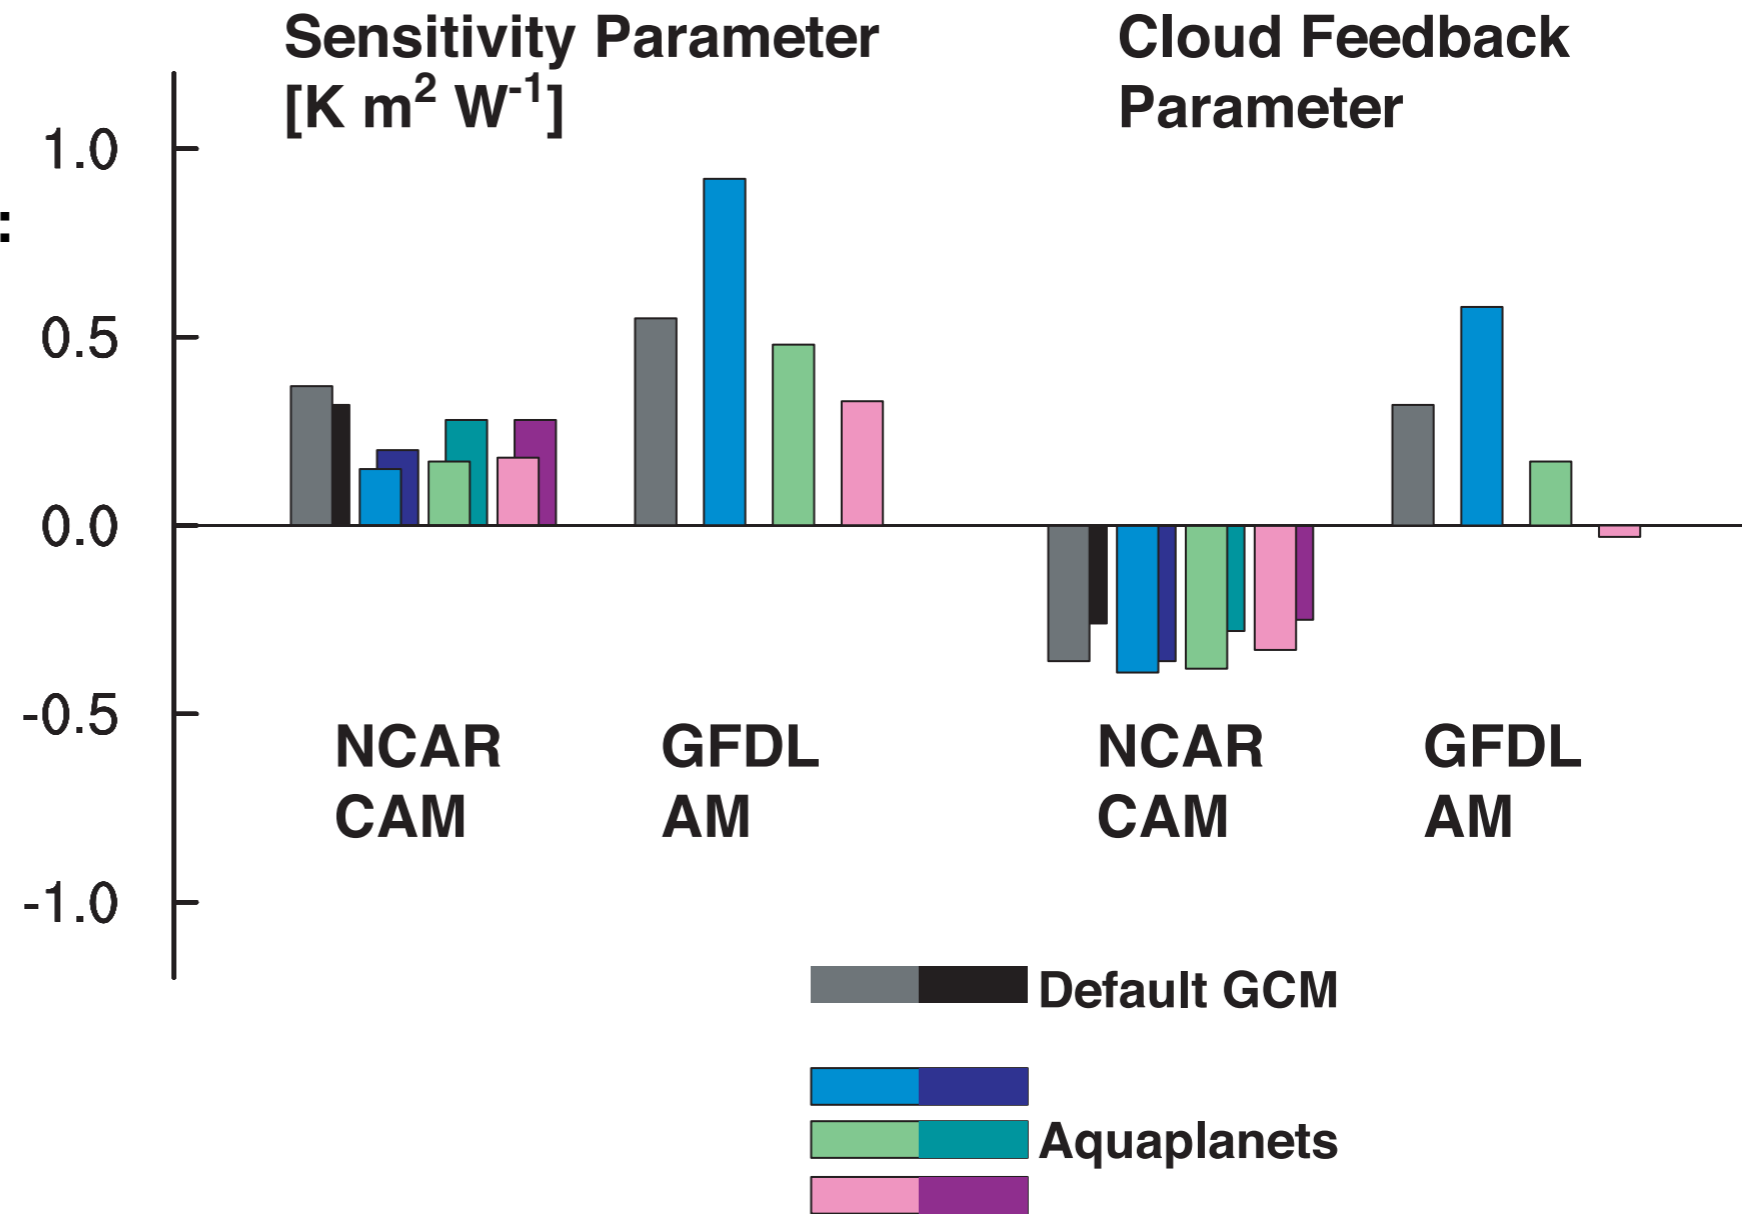 Sensitivity Parameter
[K m² W⁻¹]
Cloud Feedback
Parameter
:
1.0
0.5
0.0
-0.5
-1.0
NCAR
CAM
GFDL
AM
NCAR
CAM
GFDL
AM
Default GCM
Aquaplanets